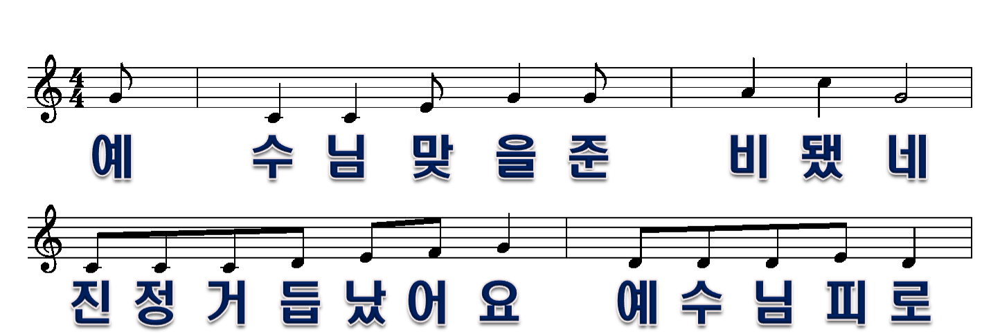 예 수 님 맞 을 준 비 됐 네
진 정 거 듭 났 어 요 예 수 님 피 로